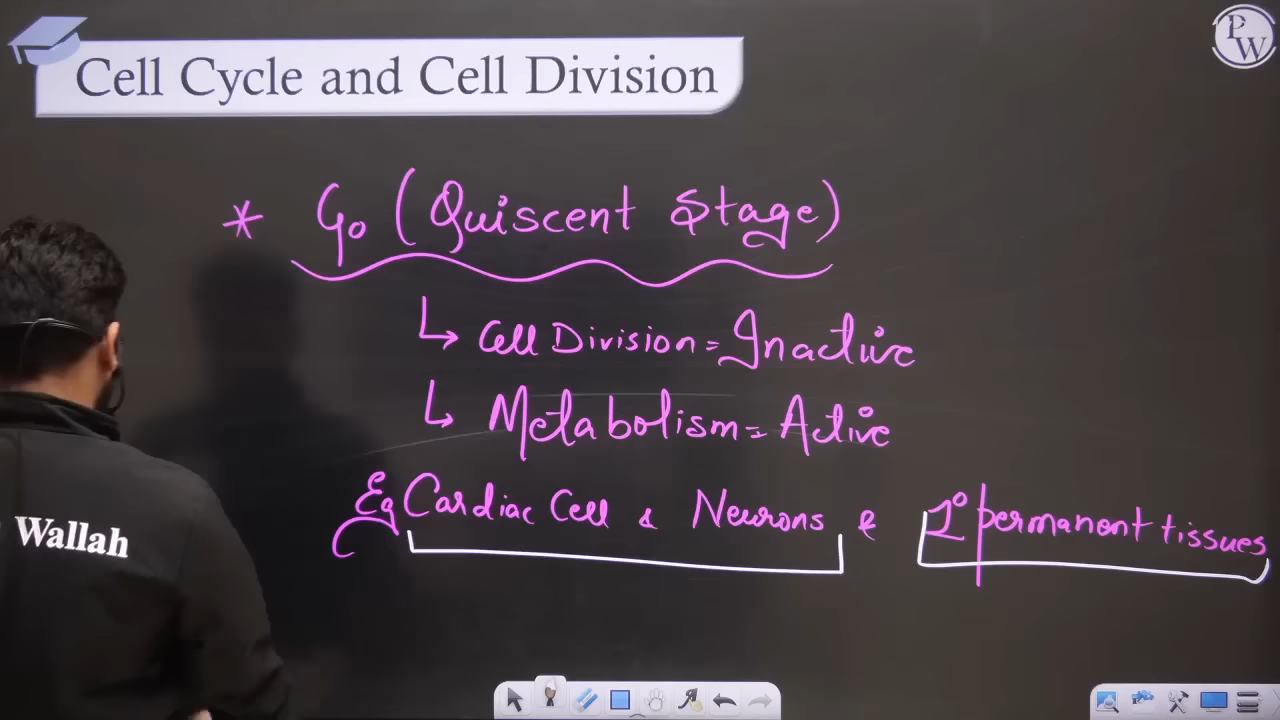 PW
Cell Cycle and Cell Division
* G₀ (Quiscent Stage)
↳ Cell Division = Inactive
↳ Metabolism = Active
Eg Cardiac Cell & Neurons & 1° permanent tissues
Wallah